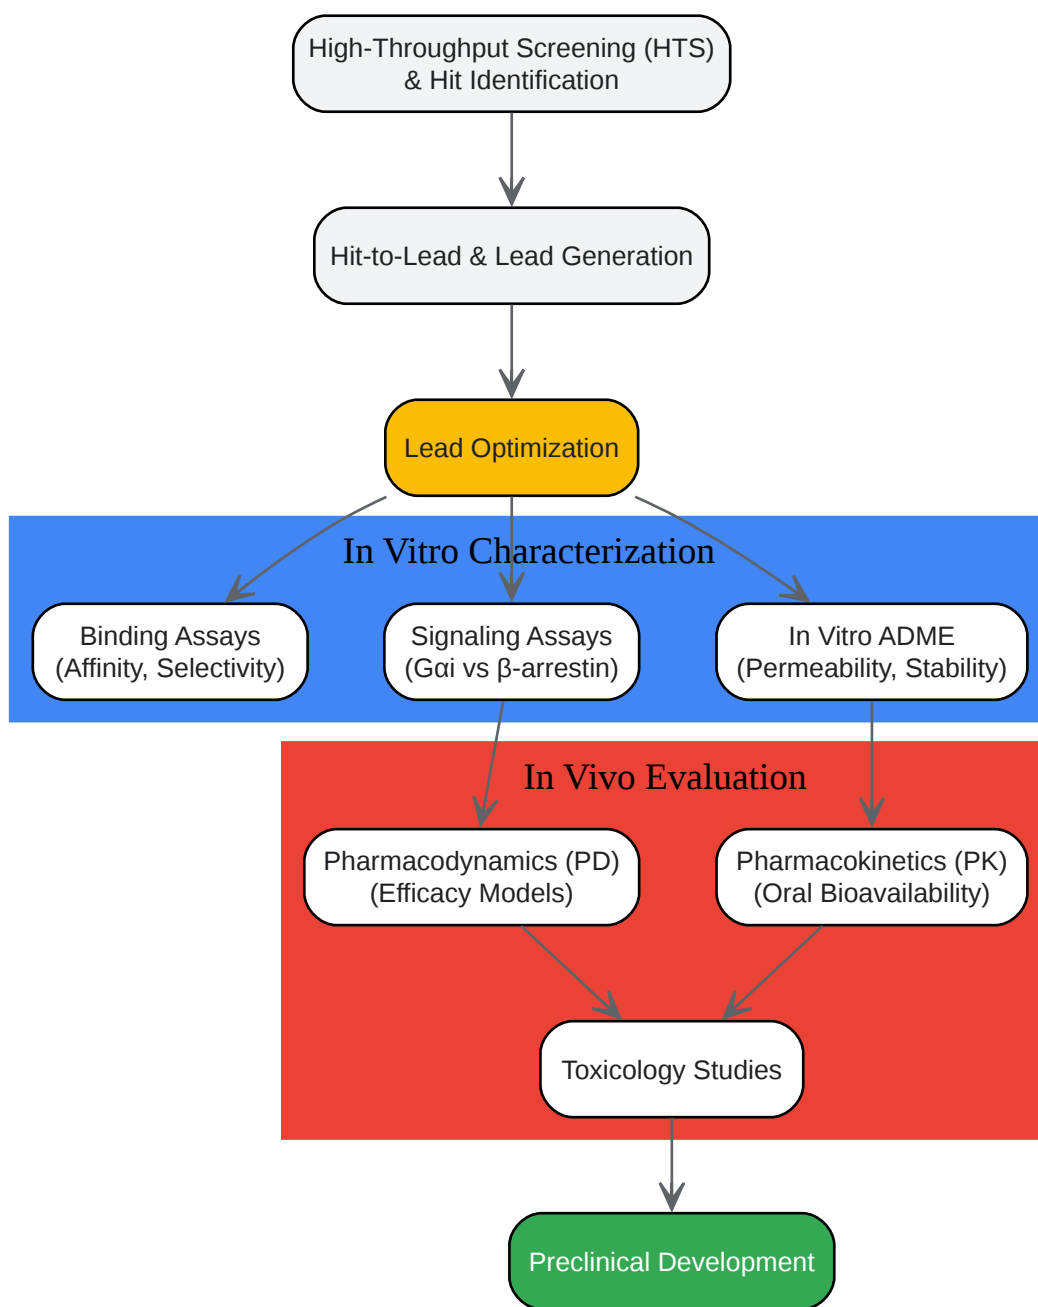 High-Throughput Screening (HTS)
& Hit Identification
Hit-to-Lead & Lead Generation
Lead Optimization
In Vitro Characterization
Binding Assays
(Affinity, Selectivity)
Signaling Assays
(Gαi vs β-arrestin)
In Vitro ADME
(Permeability, Stability)
In Vivo Evaluation
Pharmacodynamics (PD)
(Efficacy Models)
Pharmacokinetics (PK)
(Oral Bioavailability)
Toxicology Studies
Preclinical Development